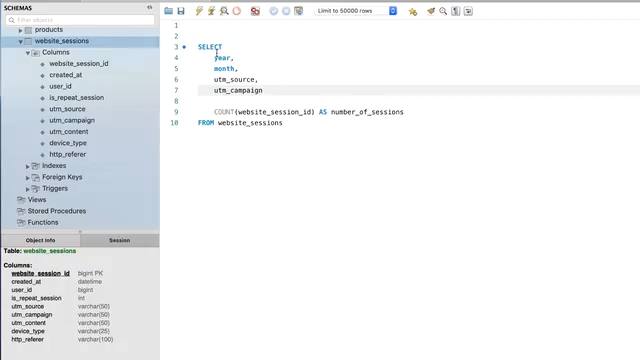 SCHEMAS
Filter objects
products
website_sessions
Columns
website_session_id
created_at
user_id
is_repeat_session
utm_source
utm_campaign
utm_content
device_type
http_referer
Indexes
Foreign Keys
Triggers
Views
Stored Procedures
Functions
Object Info Session
Table: website_sessions
Columns:
website_session_id bigint PK
created_at datetime
user_id bigint
is_repeat_session int
utm_source varchar(50)
utm_campaign varchar(50)
utm_content varchar(50)
device_type varchar(25)
http_referer varchar(100)
Limit to 50000 rows
1
2
3 SELECT
4 year,
5 month,
6 utm_source,
7 utm_campaign
8
9 COUNT(website_session_id) AS number_of_sessions
10 FROM website_sessions